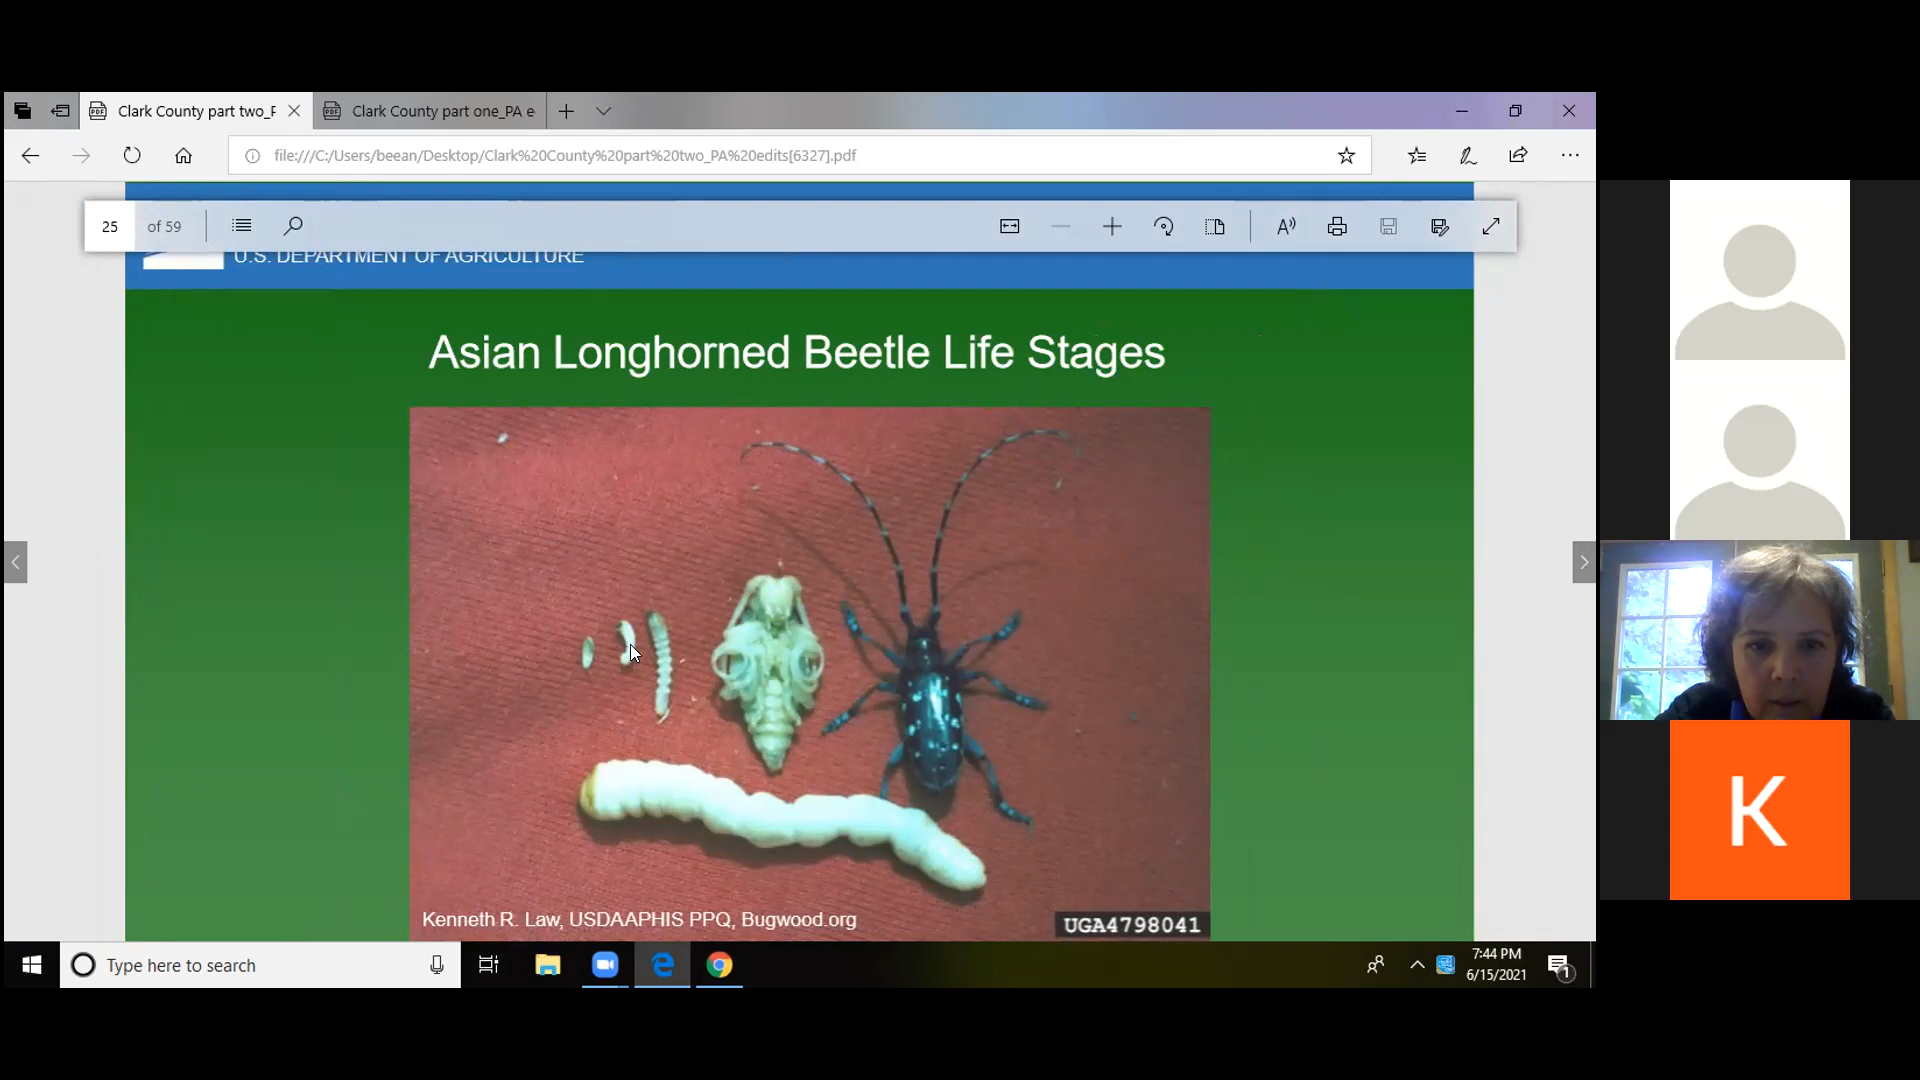 Clark County part two_F
Clark County part one_PA e
file:///C:/Users/beean/Desktop/Clark%20County%20part%20two_PA%20edits[6327].pdf
25 of 59
U.S. DEPARTMENT OF AGRICULTURE
Asian Longhorned Beetle Life Stages
Kenneth R. Law, USDAAPHIS PPQ, Bugwood.org
UGA4798041
K
Type here to search
7:44 PM
6/15/2021
1